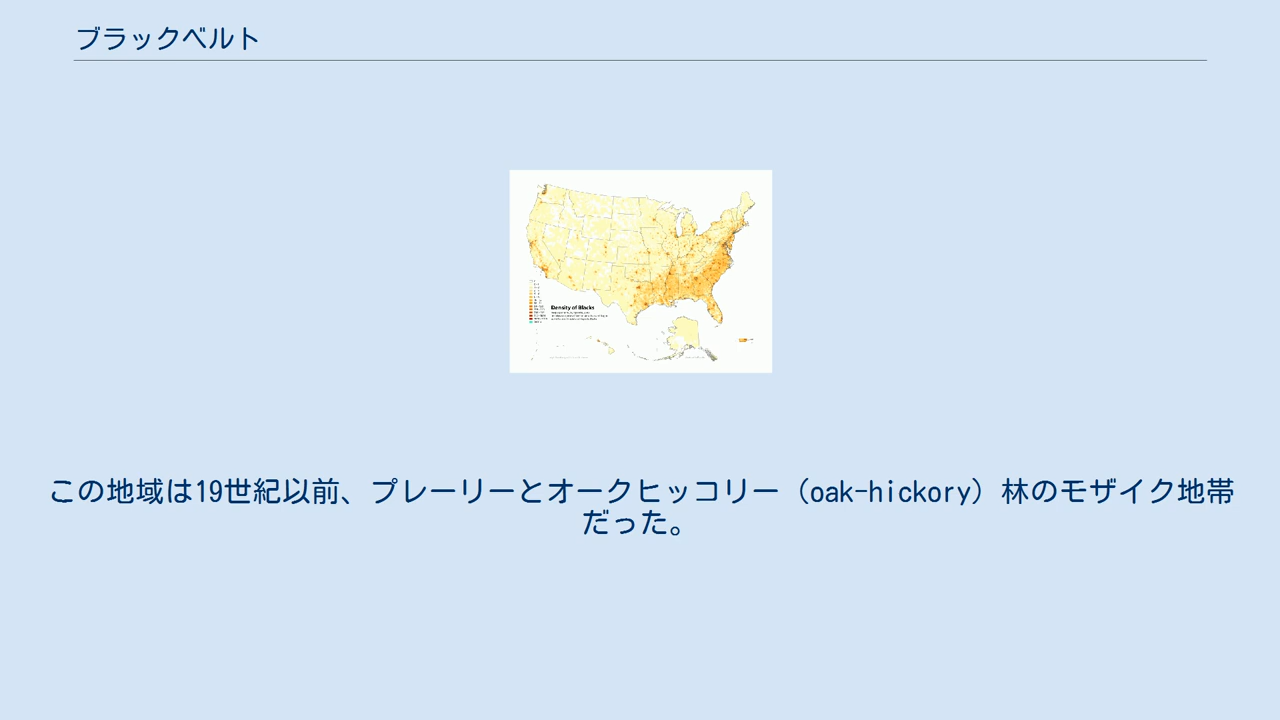 ブラックベルト
Density of Blacks
この地域は19世紀以前、プレーリーとオークヒッコリー（oak-hickory）林のモザイク地帯
だった。